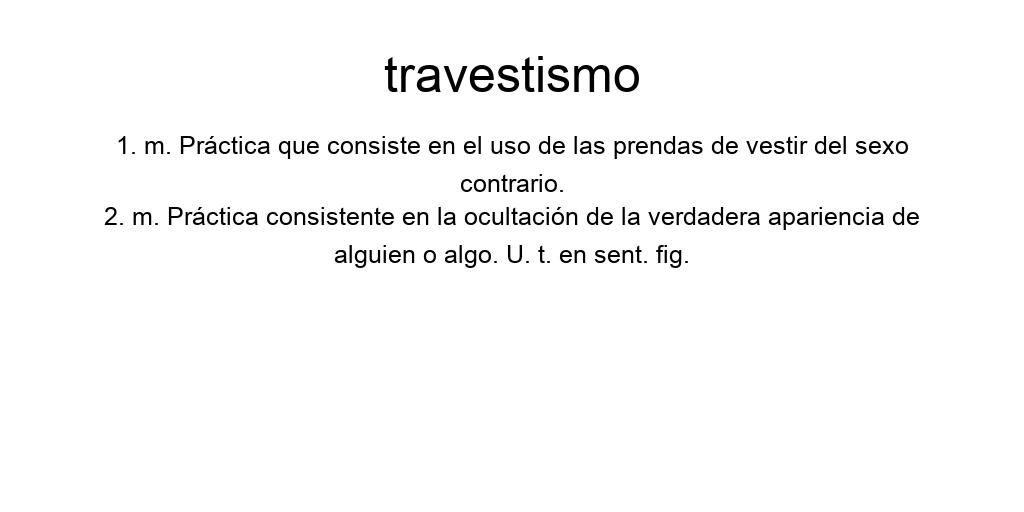 travestismo
1. m. Práctica que consiste en el uso de las prendas de vestir del sexo
contrario.
2. m. Práctica consistente en la ocultación de la verdadera apariencia de
alguien o algo. U. t. en sent. fig.